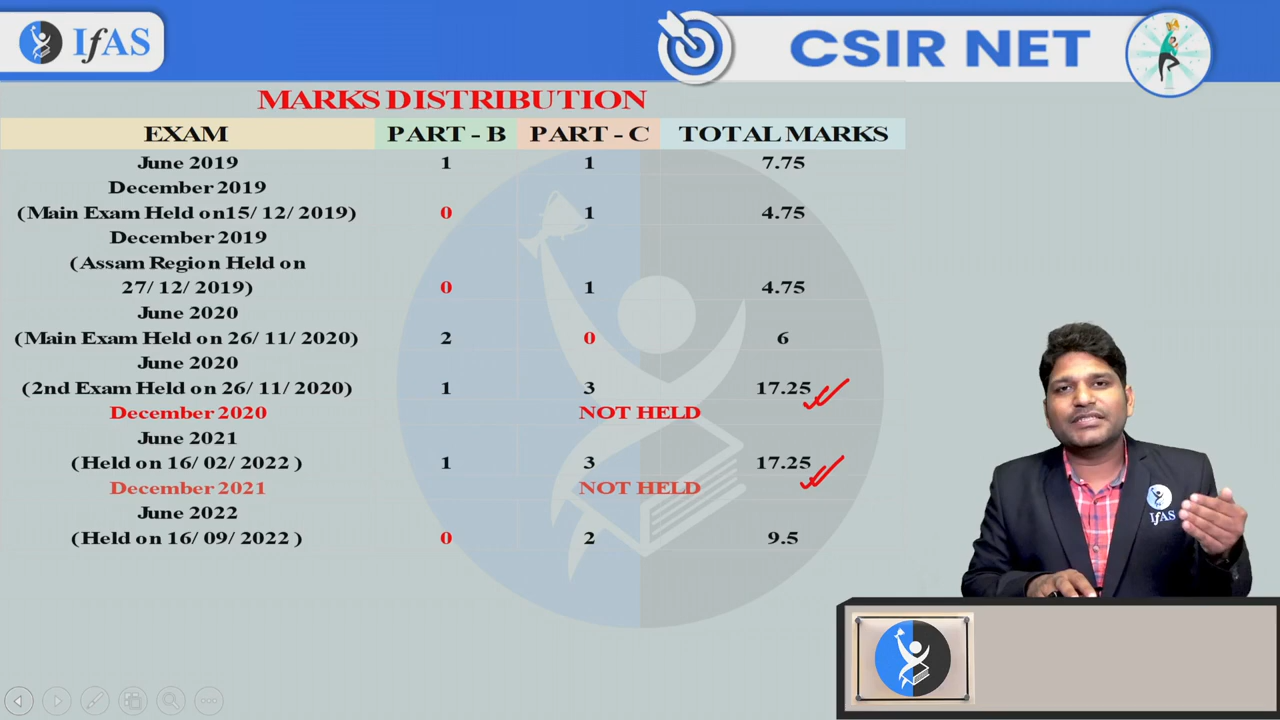 IfAS
CSIR NET
MARKS DISTRIBUTION
EXAM PART - B PART - C TOTAL MARKS
June 2019 1 1 7.75
December 2019
(Main Exam Held on15/ 12/ 2019) 0 1 4.75
December 2019
(Assam Region Held on
27/ 12/ 2019) 0 1 4.75
June 2020
(Main Exam Held on 26/ 11/ 2020) 2 0 6
June 2020
(2nd Exam Held on 26/ 11/ 2020) 1 3 17.25
December 2020 NOT HELD
June 2021
(Held on 16/ 02/ 2022 ) 1 3 17.25
December 2021 NOT HELD
June 2022
(Held on 16/ 09/ 2022 ) 0 2 9.5
IfAS